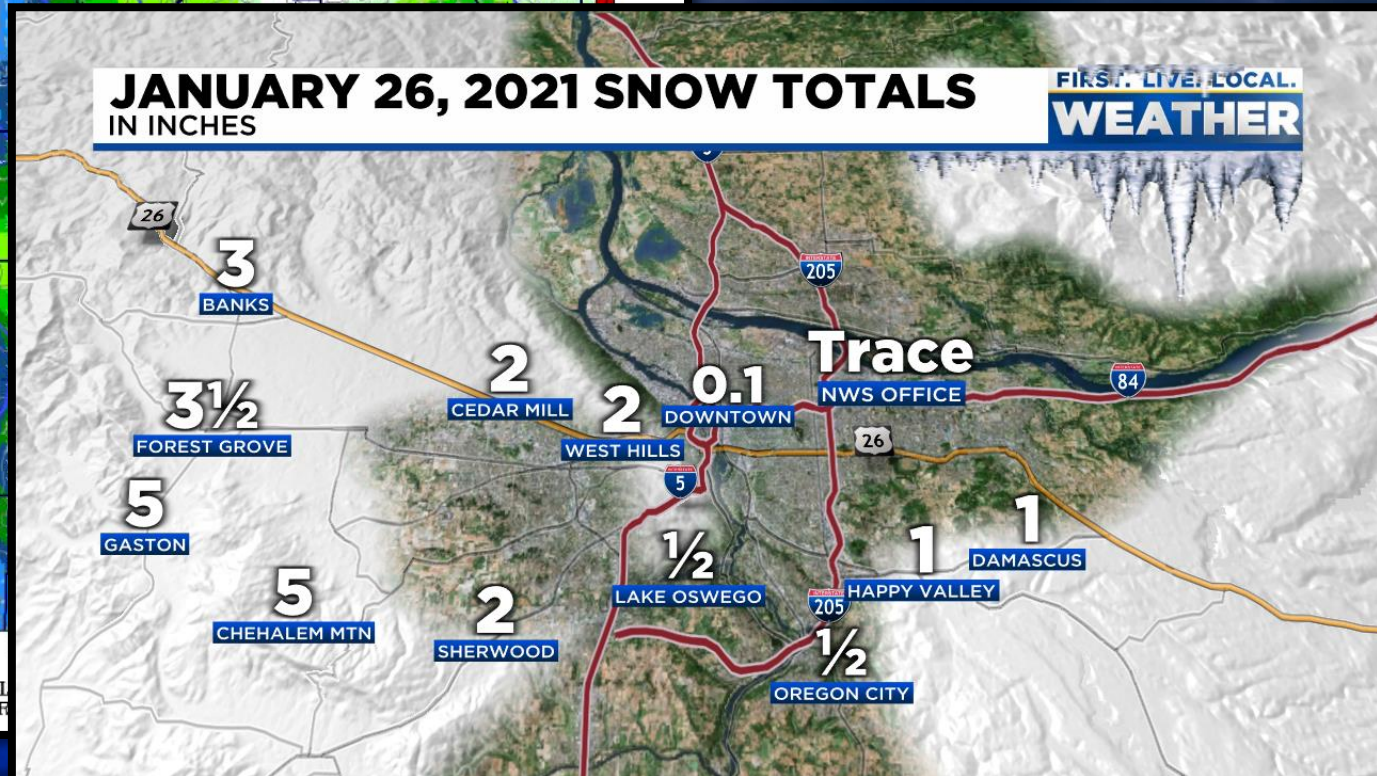 JANUARY 26, 2021 SNOW TOTALS
IN INCHES
FIRST. LIVE. LOCAL.
WEATHER
26
205
3
BANKS
Trace
NWS OFFICE
84
2
CEDAR MILL
0.1
DOWNTOWN
3½
FOREST GROVE
2
WEST HILLS
26
5
5
GASTON
½
LAKE OSWEGO
1
HAPPY VALLEY
1
DAMASCUS
205
5
CHEHALEM MTN
2
SHERWOOD
½
OREGON CITY